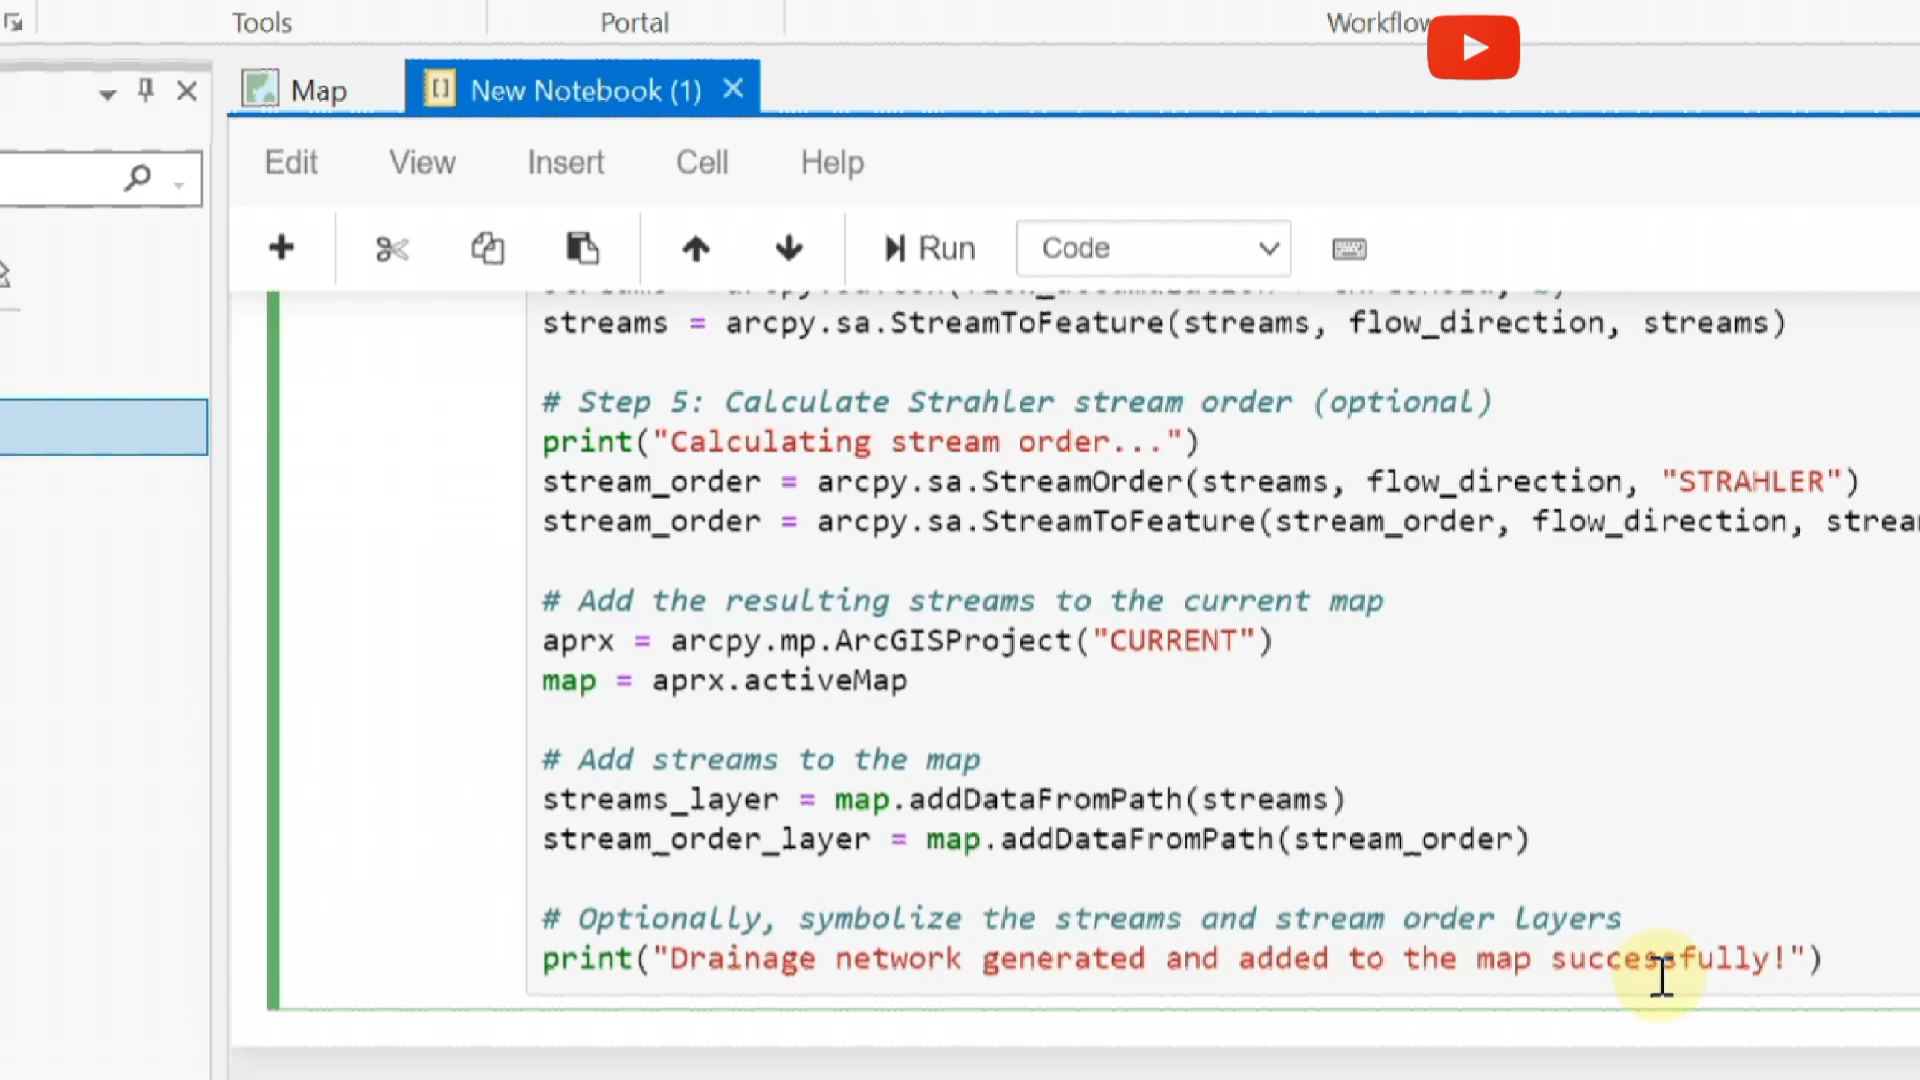 Tools Portal Workflow
Map New Notebook (1)
Edit View Insert Cell Help
Run Code
streams = arcpy.sa.StreamToFeature(streams, flow_direction, streams)
# Step 5: Calculate Strahler stream order (optional)
print("Calculating stream order...")
stream_order = arcpy.sa.StreamOrder(streams, flow_direction, "STRAHLER")
stream_order = arcpy.sa.StreamToFeature(stream_order, flow_direction,
# Add the resulting streams to the current map
aprx = arcpy.mp.ArcGISProject("CURRENT")
map = aprx.activeMap
# Add streams to the map
streams_layer = map.addDataFromPath(streams)
stream_order_layer = map.addDataFromPath(stream_order)
# Optionally, symbolize the streams and stream order layers
print("Drainage network generated and added to the map successfully!")